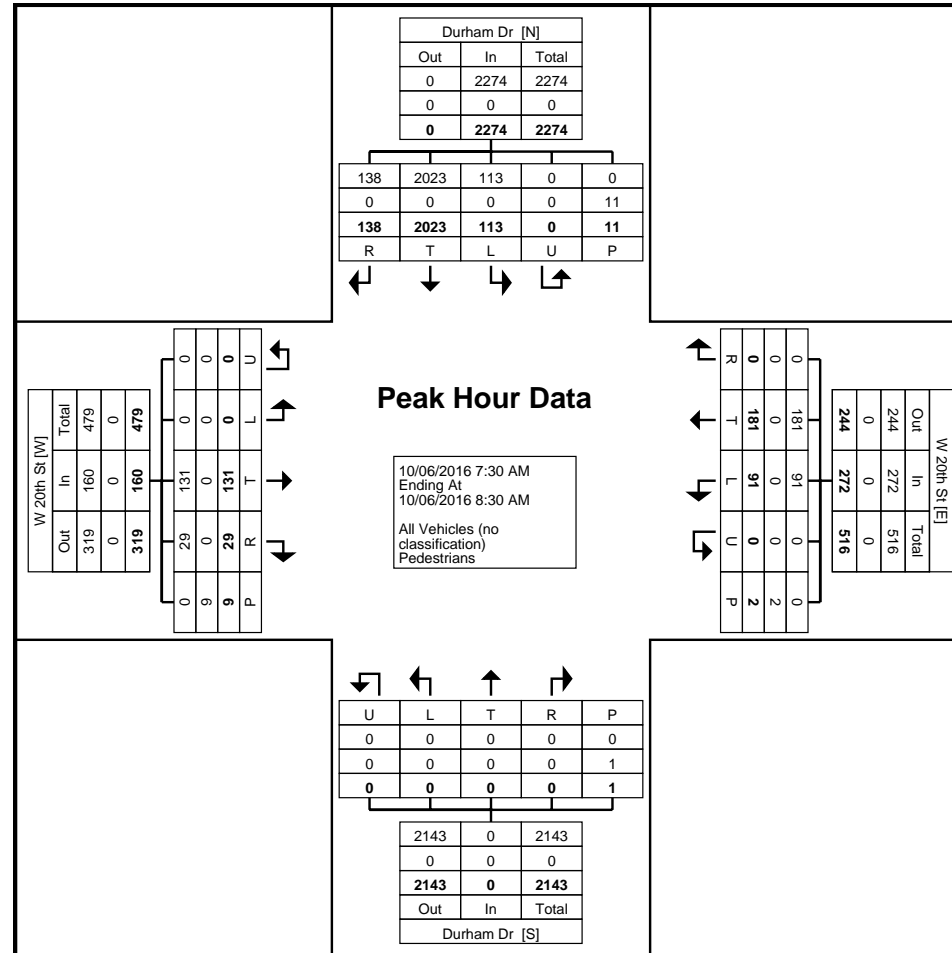 Durham Dr [N]
Out In Total
0 2274 2274
0 0 0
0 2274 2274
138 2023 113 0 0
0 0 0 0 11
138 2023 113 0 11
R T L U P
W 20th St [W]
Total In Out
479 160 319
0 0 0
479 160 319
0 0 131 29 0
0 0 0 0 9
0 0 131 29 9
U L T R P
Peak Hour Data
10/06/2016 7:30 AM
Ending At
10/06/2016 8:30 AM
All Vehicles (no
classification)
Pedestrians
W 20th St [E]
Out In Total
244 272 516
0 0 0
244 272 516
0 181 91 0 0
0 0 0 0 2
0 181 91 0 2
R T L U P
U L T R P
0 0 0 0 0
0 0 0 0 1
0 0 0 0 1
2143 0 2143
0 0 0
2143 0 2143
Out In Total
Durham Dr [S]